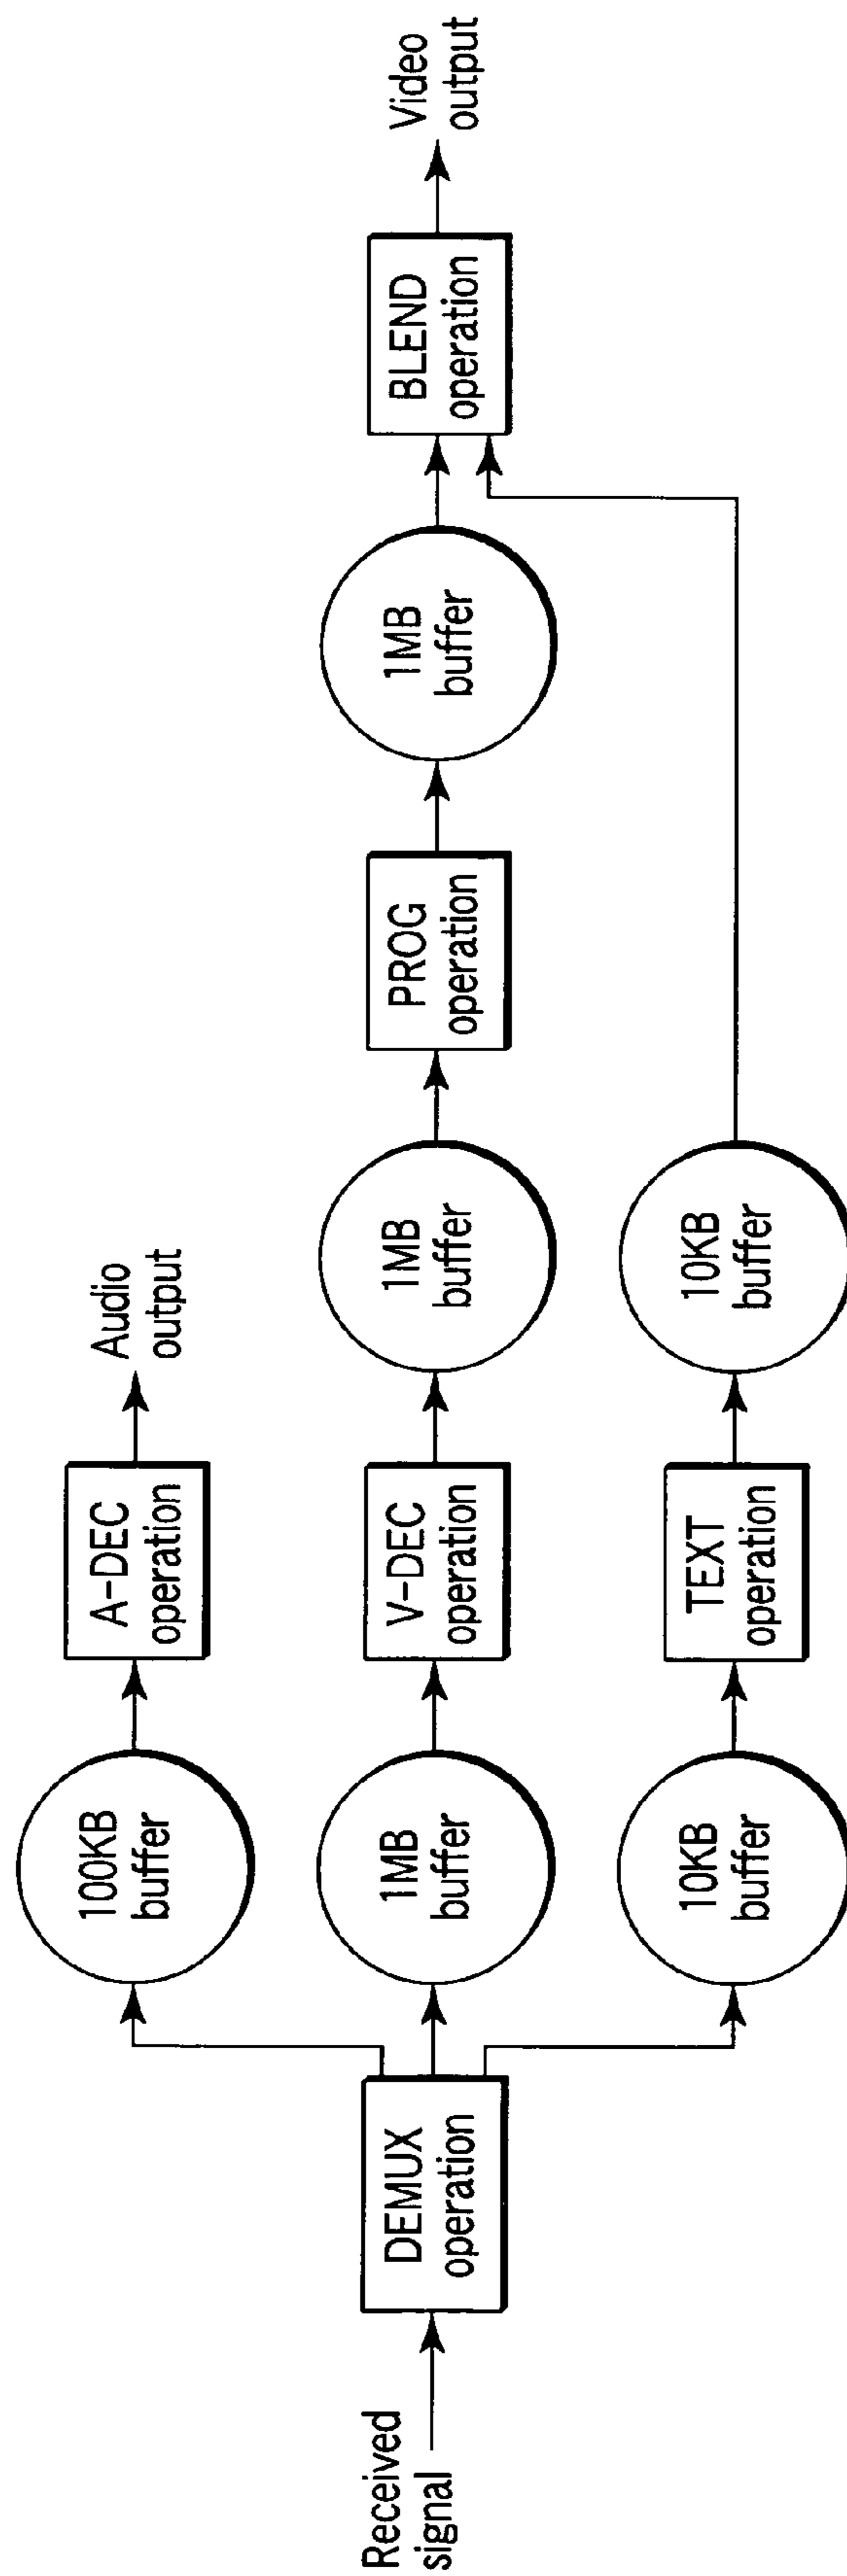 Received
signal
DEMUX
operation
100KB
buffer
A-DEC
operation
Audio
output
1MB
buffer
V-DEC
operation
1MB
buffer
PROG
operation
1MB
buffer
BLEND
operation
Video
output
10KB
buffer
TEXT
operation
10KB
buffer